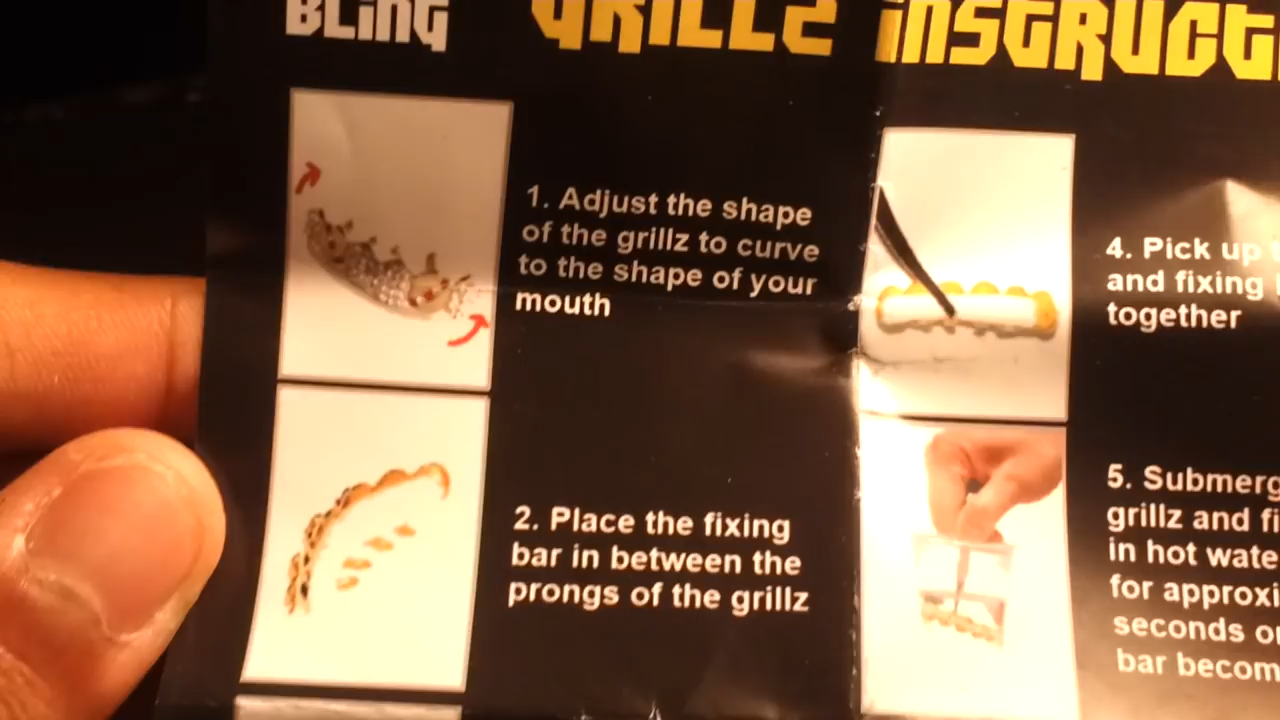 BLING GRILLZ INSTRUCT
1. Adjust the shape
of the grillz to curve
to the shape of your
mouth
2. Place the fixing
bar in between the
prongs of the grillz
4. Pick up
and fixing
together
5. Submerg
grillz and fi
in hot wate
for approxi
seconds o
bar becom